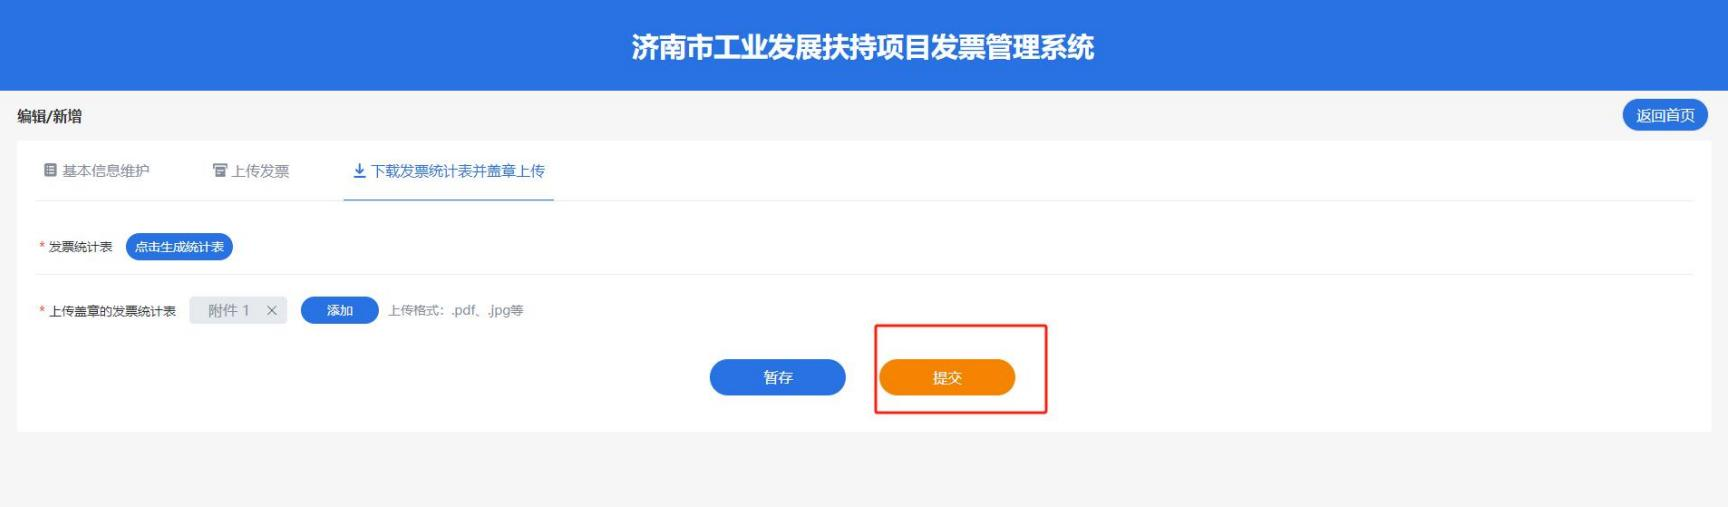 济南市工业发展扶持项目发票管理系统
编辑/新增
返回首页
基本信息维护 上传发票 下载发票统计表并盖章上传
* 发票统计表 点击生成统计表
* 上传盖章的发票统计表 附件 1 × 添加 上传格式：.pdf、.jpg等
暂存 提交